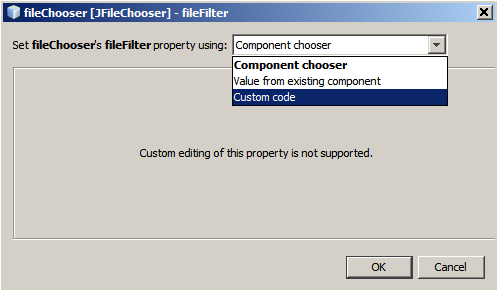 fileChooser [JFileChooser] - fileFilter
Set fileChooser's fileFilter property using: Component chooser
Component chooser
Value from existing component
Custom code
Custom editing of this property is not supported.
OK Cancel